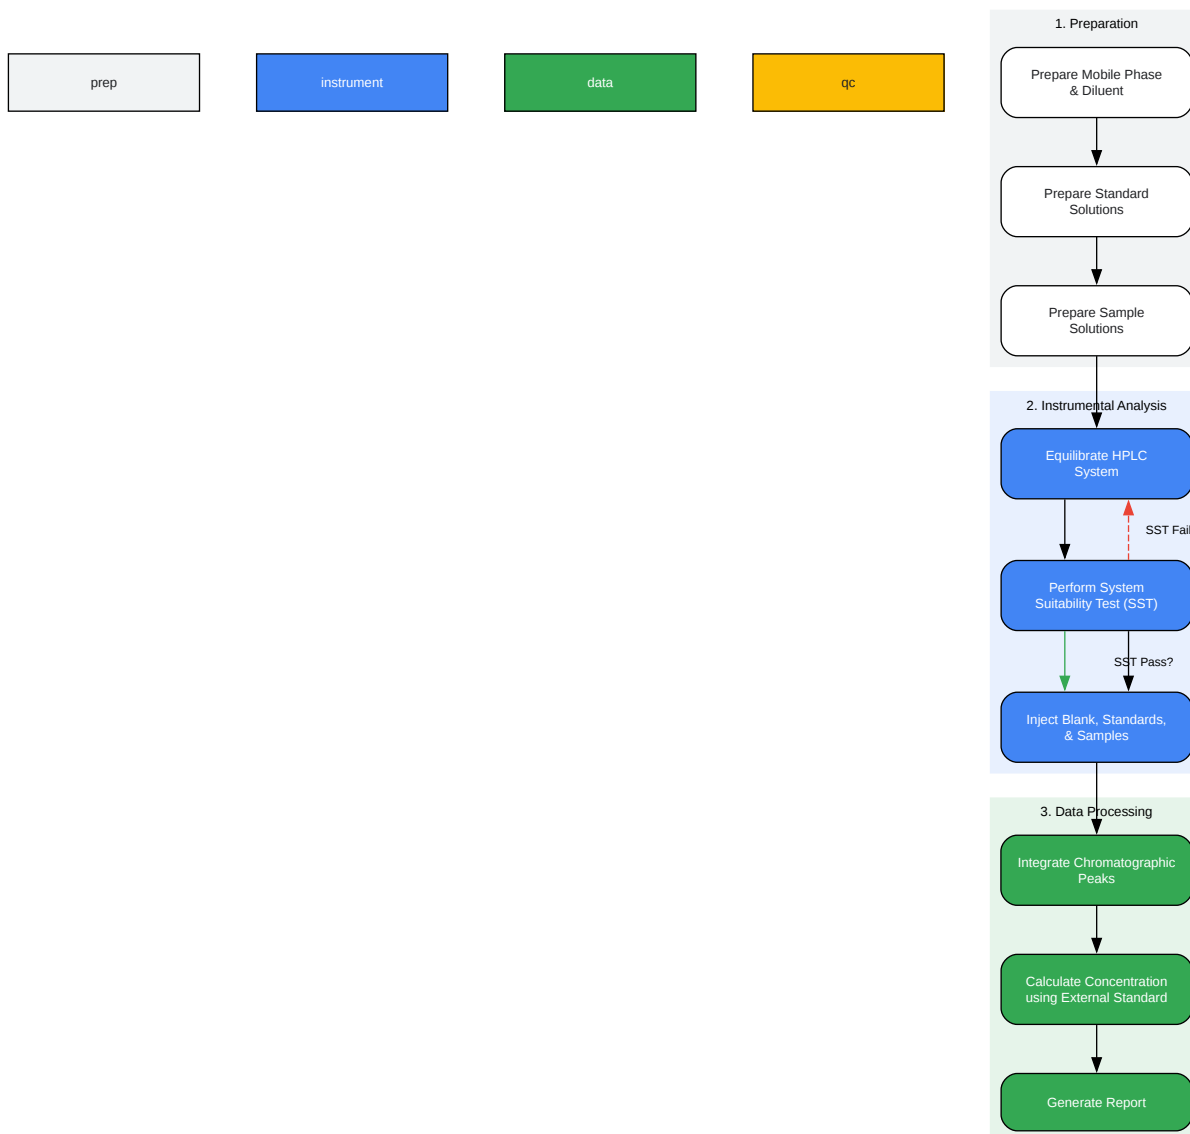 1. Preparation
prep
instrument
data
qc
Prepare Mobile Phase
& Diluent
Prepare Standard
Solutions
Prepare Sample
Solutions
2. Instrumental Analysis
Equilibrate HPLC
System
SST Fail
Perform System
Suitability Test (SST)
SST Pass?
Inject Blank, Standards,
& Samples
3. Data Processing
Integrate Chromatographic
Peaks
Calculate Concentration
using External Standard
Generate Report